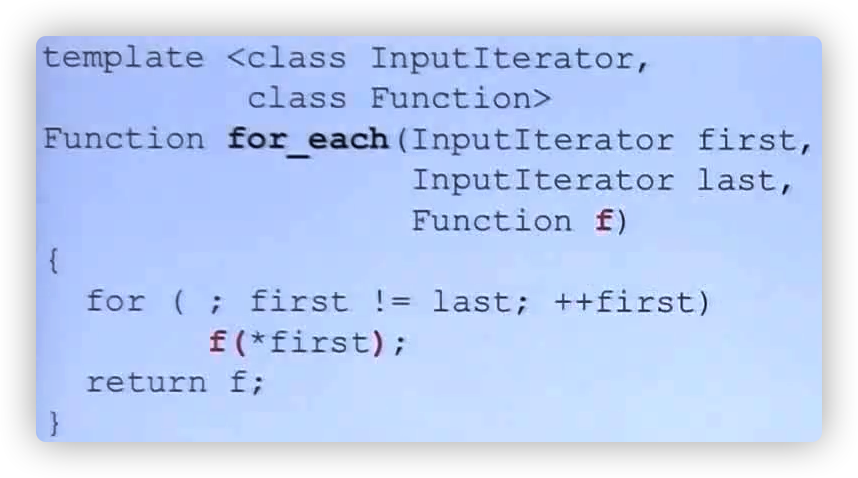 template <class InputIterator,
class Function>
Function for_each(InputIterator first,
InputIterator last,
Function f)
{
for ( ; first != last; ++first)
f(*first);
return f;
}